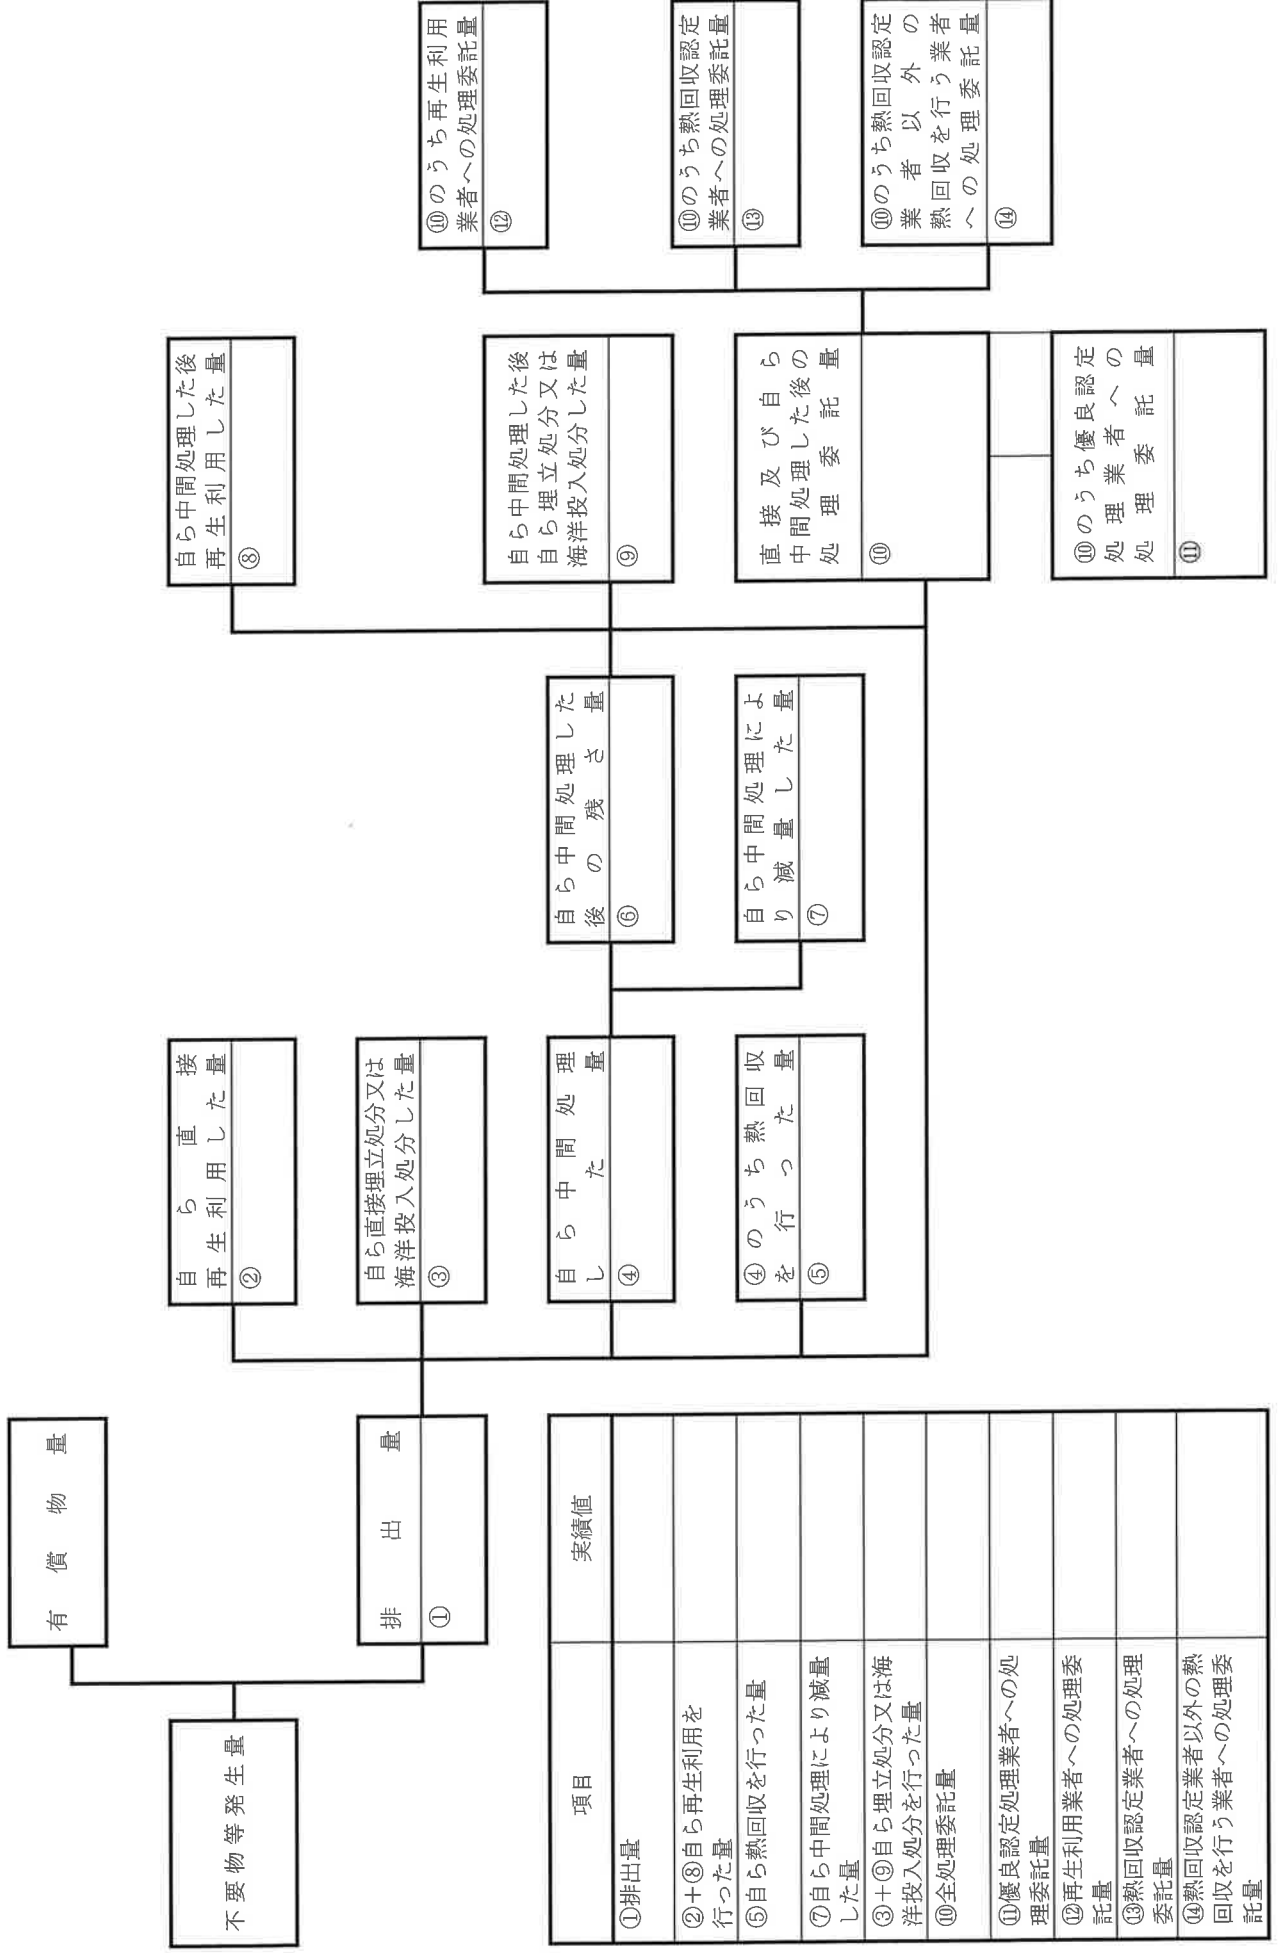 有償物量
不要物等発生量
排出量
①
自ら直接
再生利用した量
②
自ら直接埋立処分又は
海洋投入処分した量
③
自ら中間処理
した量
④
④のうち熱回収
を行った量
⑤
自ら中間処理した
後の残さ量
⑥
自ら中間処理によ
り減量した量
⑦
自ら中間処理した後
再生利用した量
⑧
自ら中間処理した後
自ら埋立処分又は
海洋投入処分した量
⑨
直接及び自ら
中間処理した後の
処理委託量
⑩
⑩のうち優良認定
処理業者への
処理委託量
⑪
⑩のうち再生利用
業者への処理委託量
⑫
⑩のうち熱回収認定
業者への処理委託量
⑬
⑩のうち熱回収認定
業者以外の
熱回収を行う業者
への処理委託量
⑭
項目
実績値
①排出量
②+⑧自ら再生利用を
行った量
⑤自ら熱回収を行った量
⑦自ら中間処理により減量
した量
③+⑨自ら埋立処分又は海
洋投入処分を行った量
⑩全処理委託量
⑪優良認定処理業者への処
理委託量
⑫再生利用業者への処理委
託量
⑬熱回収認定業者への処理
委託量
⑭熱回収認定業者以外の熱
回収を行う業者への処理委
託量